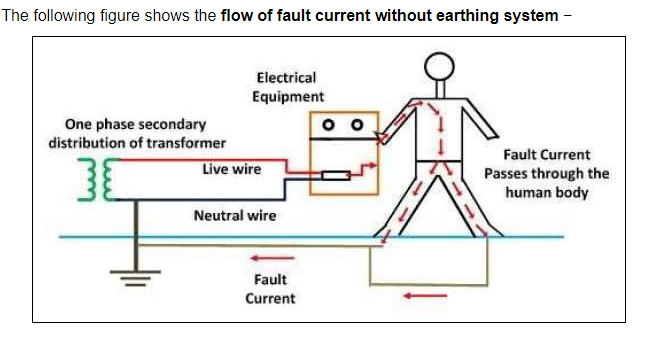 The following figure shows the flow of fault current without earthing system –
Electrical
Equipment
One phase secondary
distribution of transformer
Live wire
Fault Current
Passes through the
human body
Neutral wire
Fault
Current